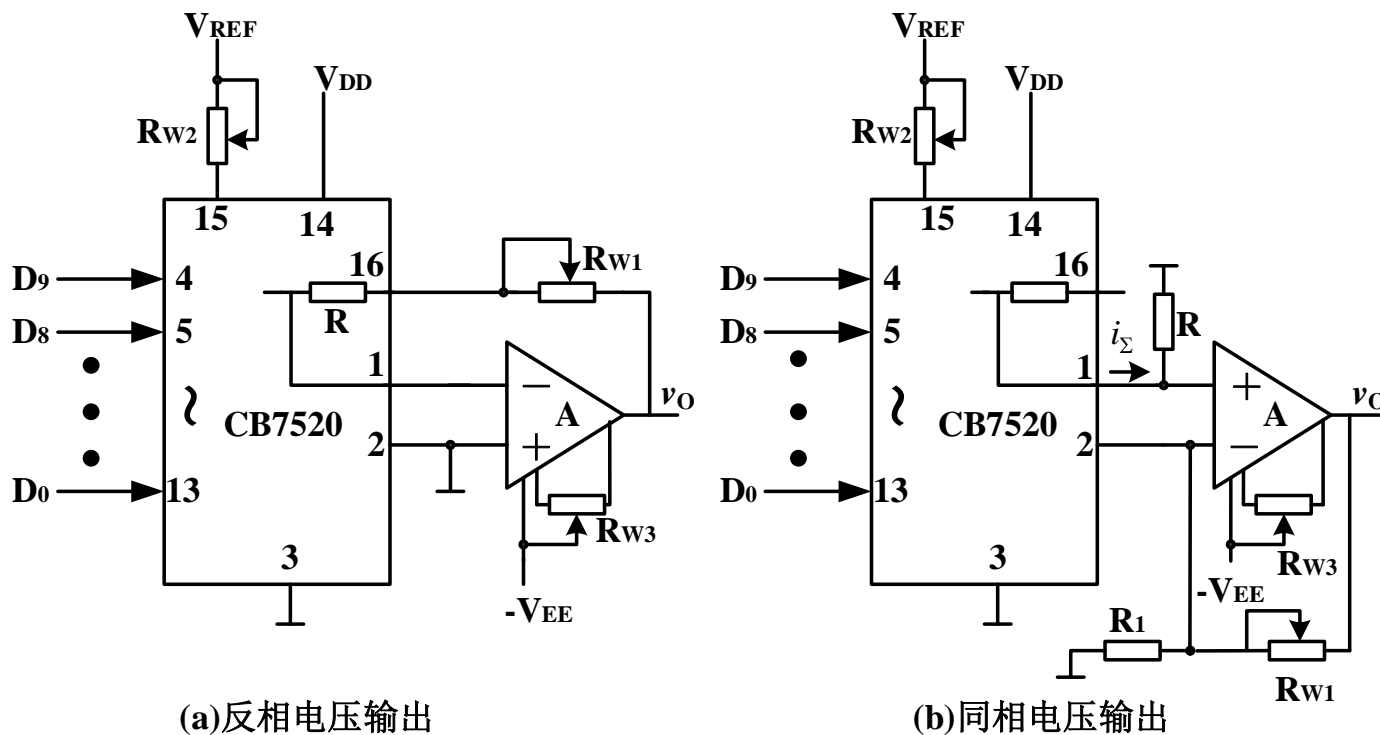 VREF
VDD
RW2
15
14
D9
4
16
RW1
D8
5
R
1
~
CB7520
−
A
vO
2
+
D0
13
RW3
3
-VEE
(a)反相电压输出
VREF
VDD
RW2
15
14
D9
4
16
D8
5
R
iΣ
1
~
CB7520
+
A
vO
2
−
D0
13
RW3
3
-VEE
R1
RW1
(b)同相电压输出